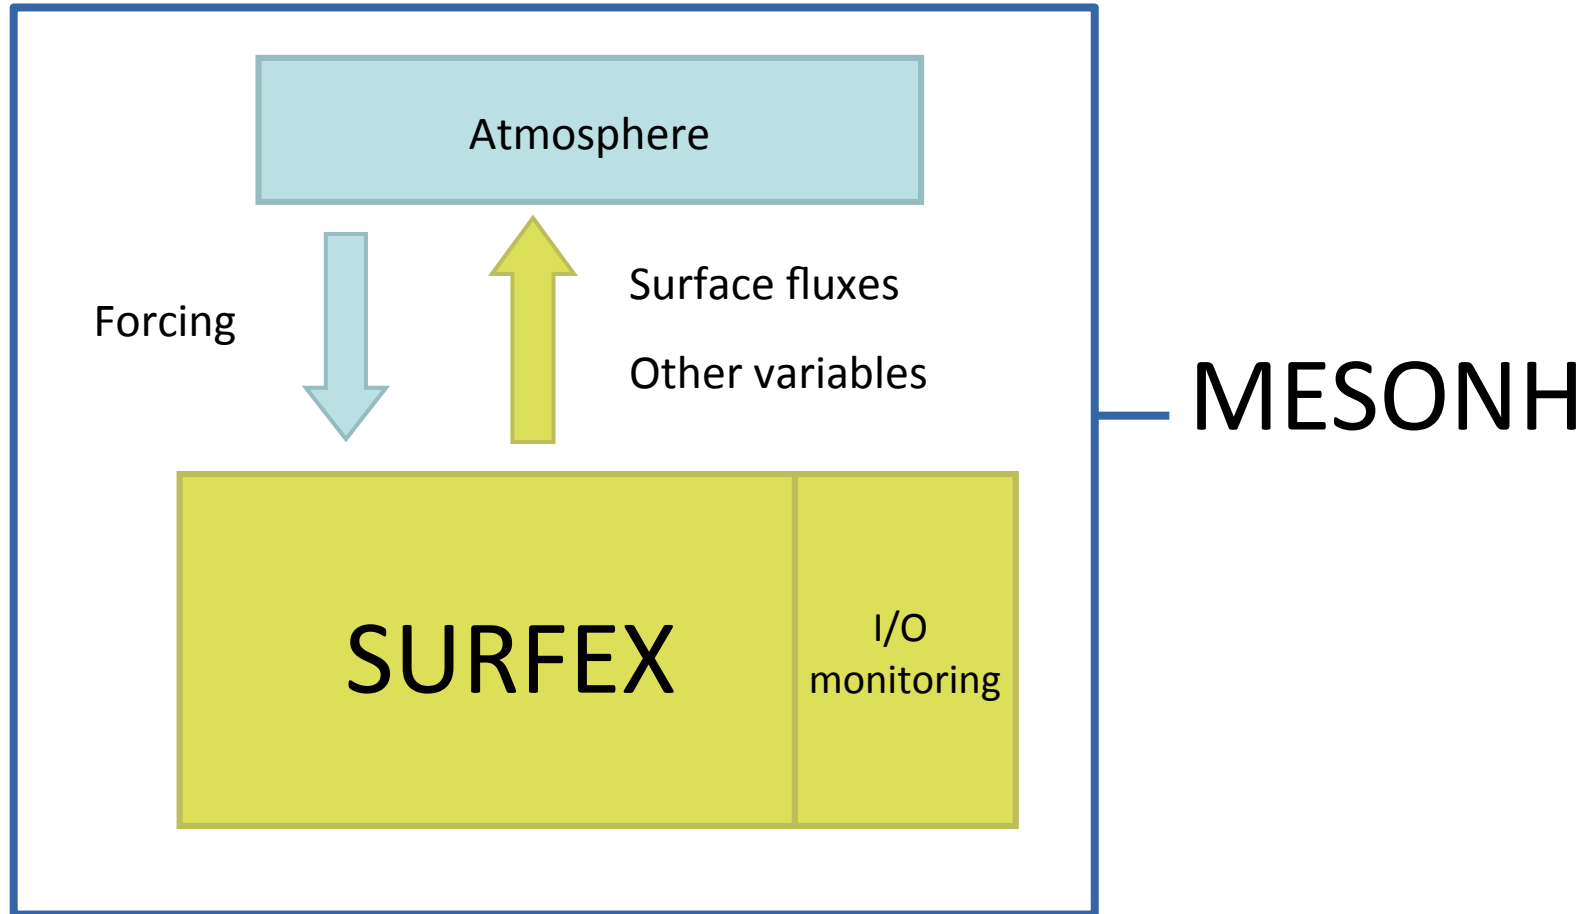 Atmosphere
Forcing
Surface fluxes
Other variables
MESONH
SURFEX
I/O
monitoring